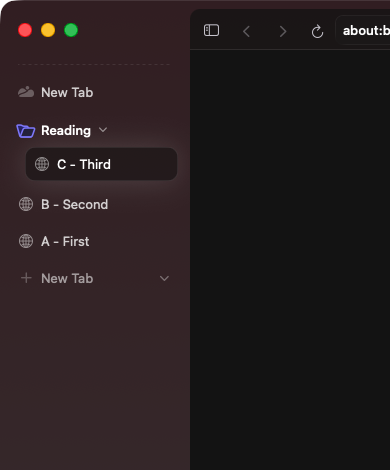 about:b
New Tab
Reading
C - Third
B - Second
A - First
New Tab